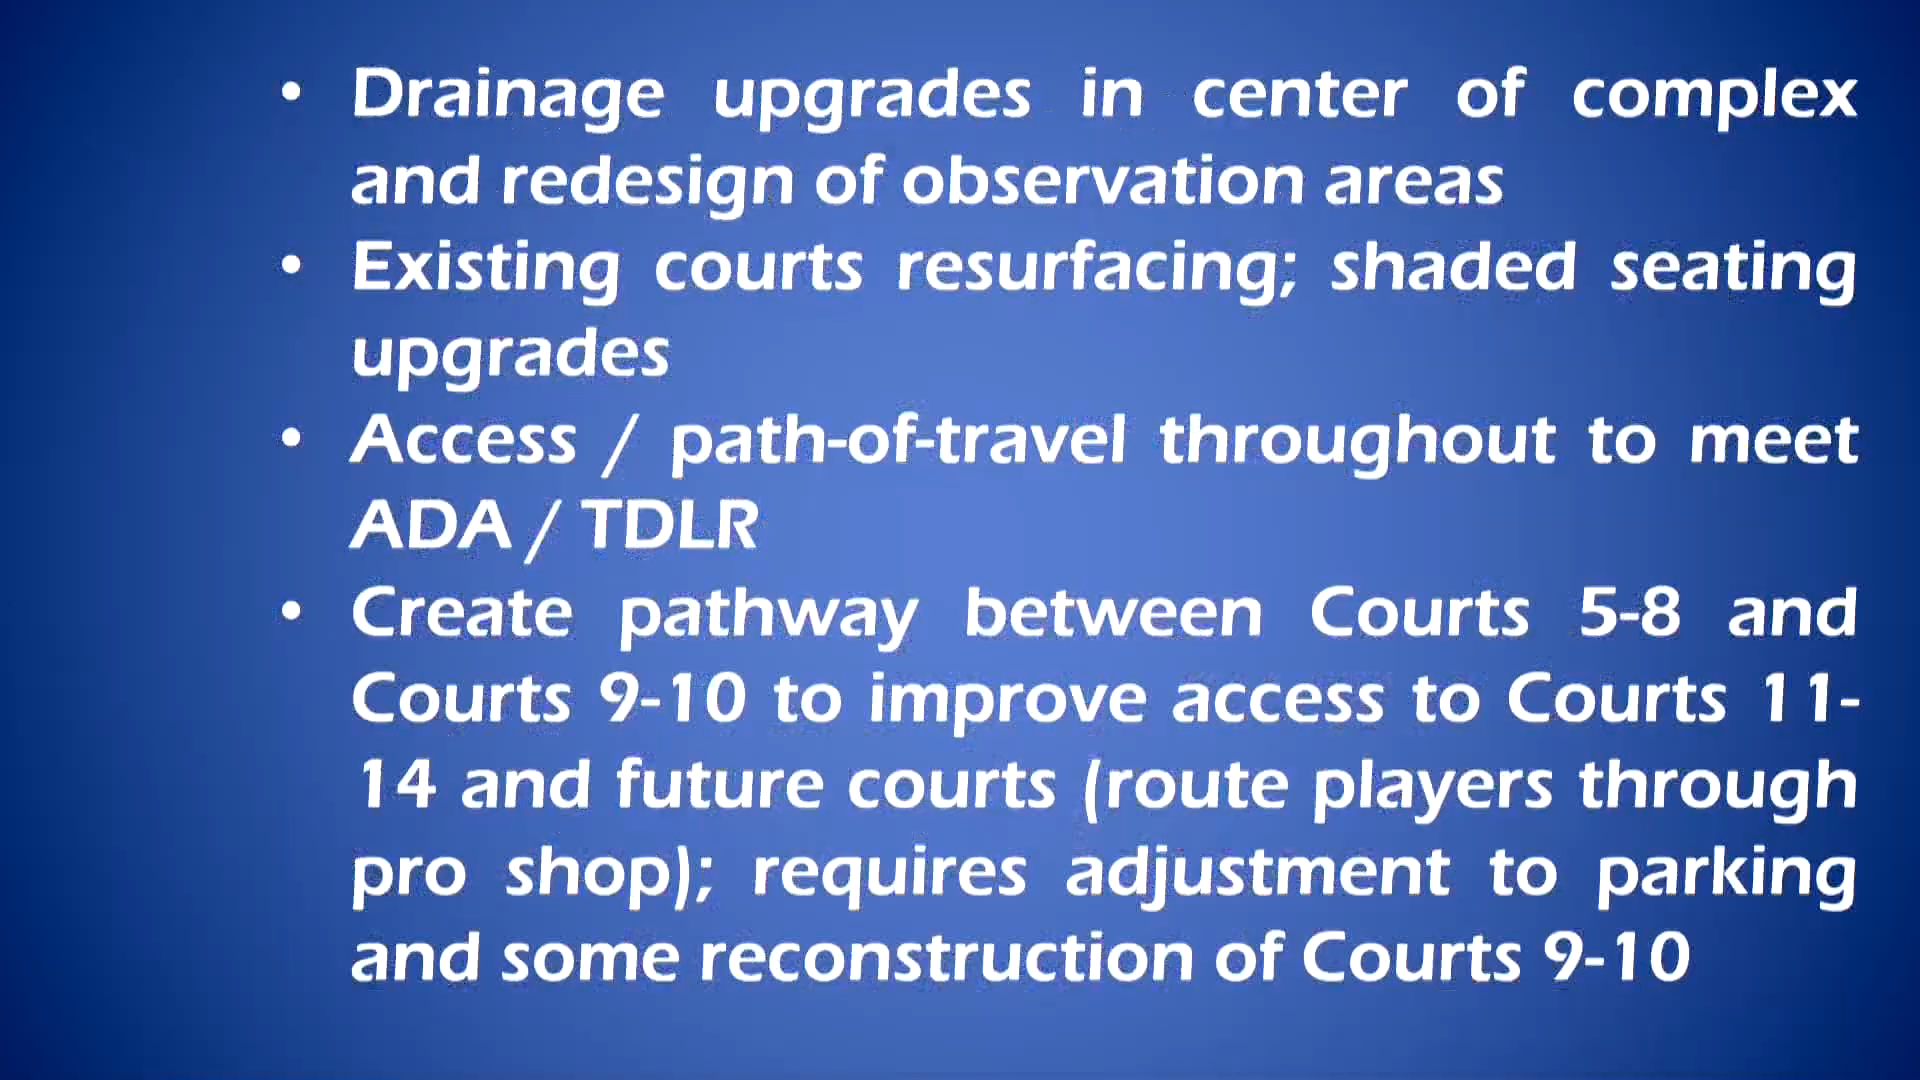 • Drainage upgrades in center of complex
and redesign of observation areas
• Existing courts resurfacing; shaded seating
upgrades
• Access / path-of-travel throughout to meet
ADA / TDLR
• Create pathway between Courts 5-8 and
Courts 9-10 to improve access to Courts 11-
14 and future courts (route players through
pro shop); requires adjustment to parking
and some reconstruction of Courts 9-10